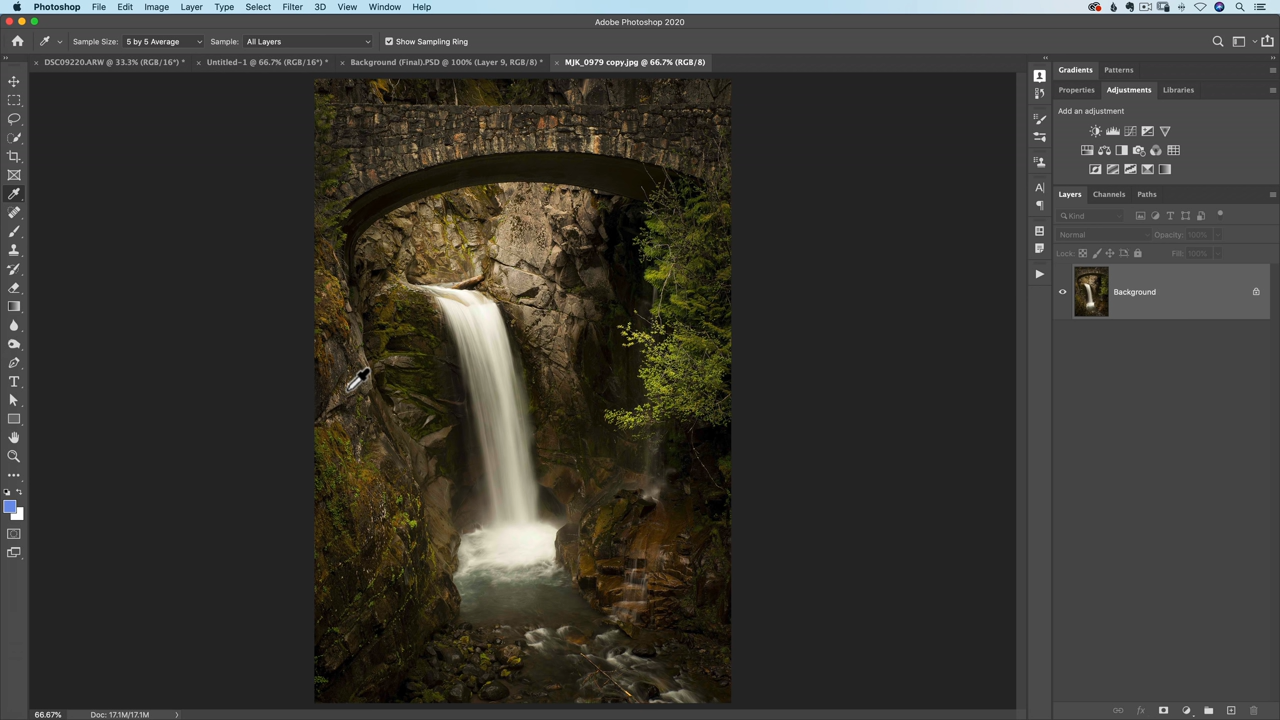 Photoshop File Edit Image Layer Type Select Filter 3D View Window Help
Adobe Photoshop 2020
Sample Size: 5 by 5 Average Sample: All Layers Show Sampling Ring
× DSC09220.ARW @ 33.3% (RGB/16*) * × Untitled-1 @ 66.7% (RGB/16*) * × Background (Final).PSD @ 100% (Layer 9, RGB/8) * × MJK_0979 copy.jpg @ 66.7% (RGB/8)
Gradients Patterns
Properties Adjustments Libraries
Add an adjustment
Layers Channels Paths
Kind
Normal Opacity: 100%
Lock: Fill: 100%
Background
66.67% Doc: 17.1M/17.1M